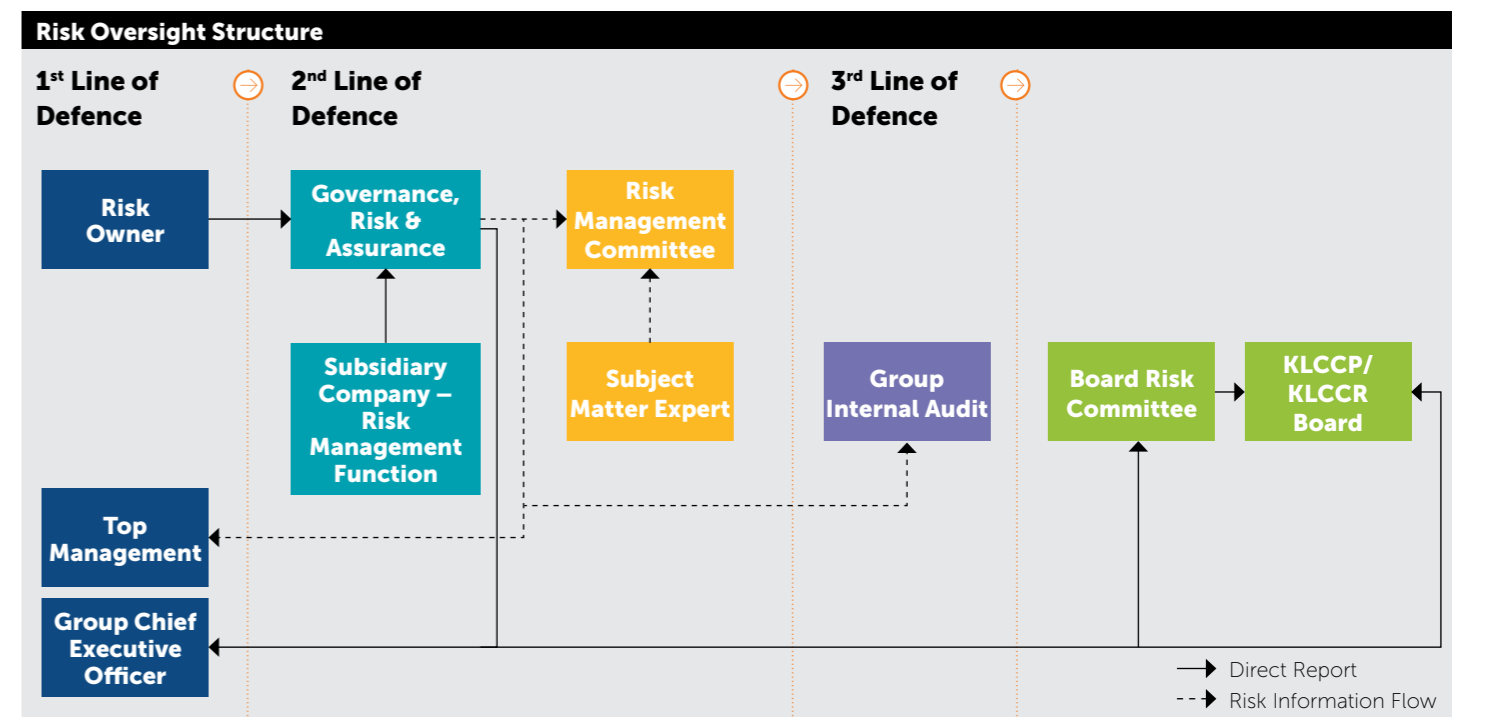 Risk Oversight Structure
1st Line of
Defence
2nd Line of
Defence
3rd Line of
Defence
Risk
Owner
Governance,
Risk &
Assurance
Risk
Management
Committee
Subsidiary
Company –
Risk
Management
Function
Subject
Matter Expert
Group
Internal Audit
Board Risk
Committee
KLCCP/
KLCCR
Board
Top
Management
Group Chief
Executive
Officer
Direct Report
Risk Information Flow